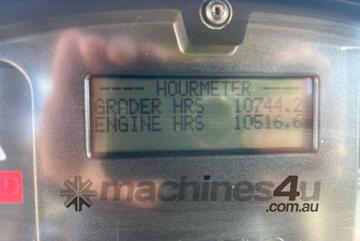 ---- HOURMETER ----
GRADER HRS 10744.2
ENGINE HRS 10516.6
machines4u
.com.au